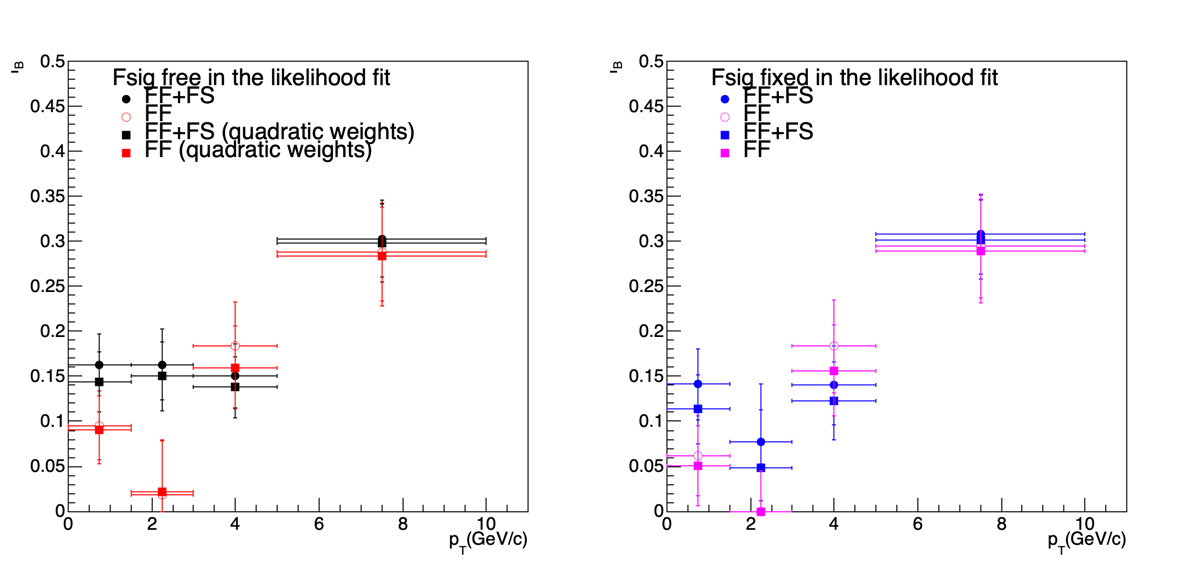 Fsig free in the likelihood fit
FF+FS
FF
FF+FS (quadratic weights)
FF (quadratic weights)
0.5
0.45
0.4
0.35
0.3
0.25
0.2
0.15
0.1
0.05
0
0 2 4 6 8 10
pT(GeV/c)
Fsig fixed in the likelihood fit
FF+FS
FF
FF+FS
FF
0.5
0.45
0.4
0.35
0.3
0.25
0.2
0.15
0.1
0.05
0
0 2 4 6 8 10
pT(GeV/c)